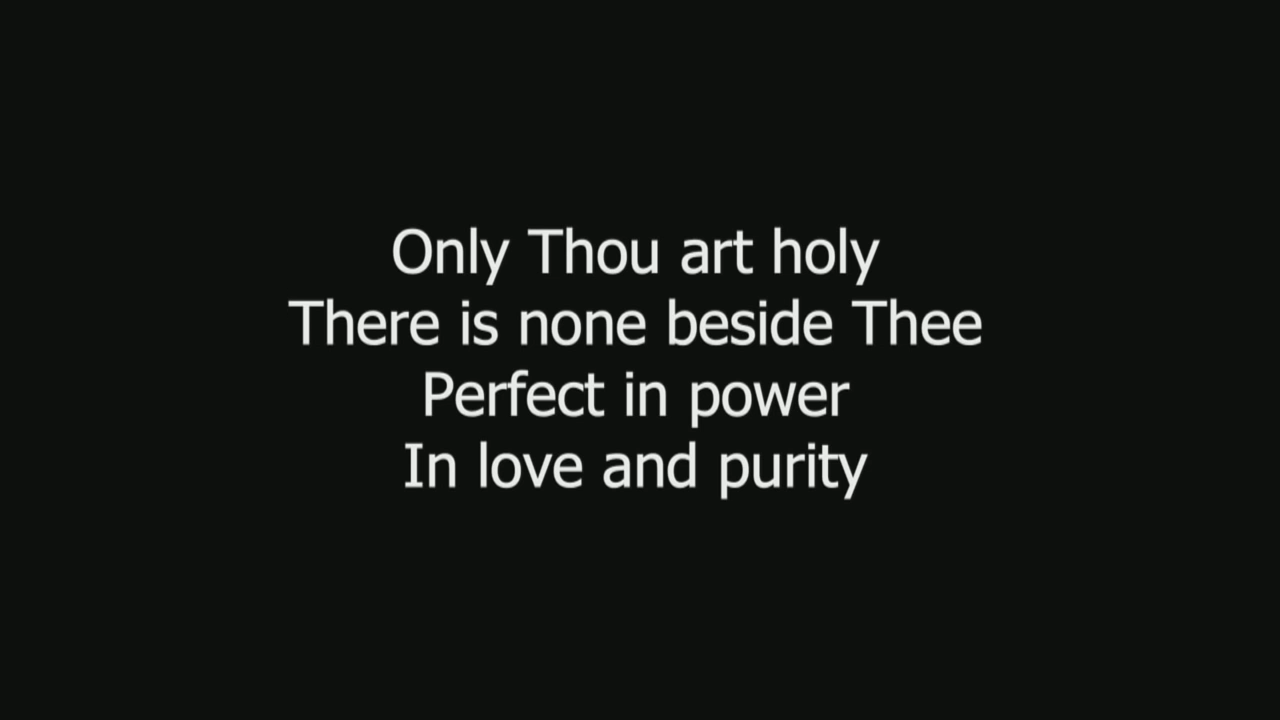 Only Thou art holy
There is none beside Thee
Perfect in power
In love and purity